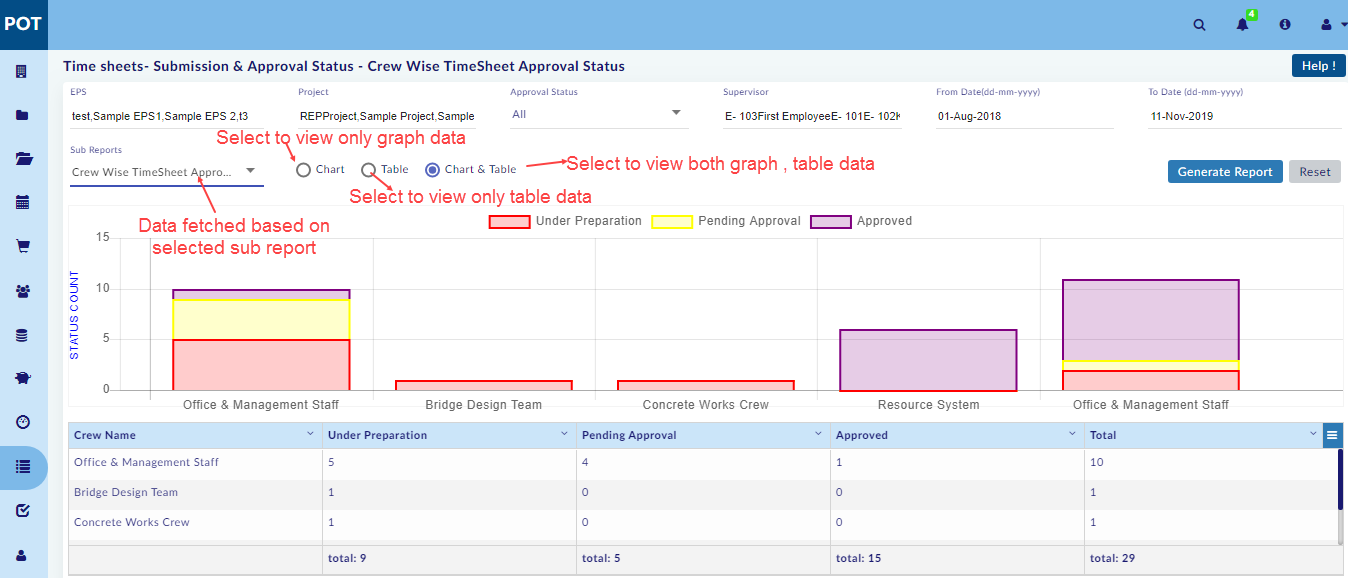 POT
4
Time sheets- Submission & Approval Status - Crew Wise TimeSheet Approval Status
Help !
EPS
Project
Approval Status
Supervisor
From Date(dd-mm-yyyy)
To Date (dd-mm-yyyy)
test,Sample EPS1,Sample EPS 2,t3
REPProject,Sample Project,Sample
All
E- 103First EmployeeE- 101E- 102K
01-Aug-2018
11-Nov-2019
Select to view only graph data
Sub Reports
Crew Wise TimeSheet Appro...
Chart
Table
Chart & Table
Select to view both graph , table data
Generate Report
Reset
Select to view only table data
Data fetched based on
selected sub report
Under Preparation
Pending Approval
Approved
STATUS COUNT
15
10
5
0
Office & Management Staff
Bridge Design Team
Concrete Works Crew
Resource System
Office & Management Staff
Crew Name
Under Preparation
Pending Approval
Approved
Total
Office & Management Staff
5
4
1
10
Bridge Design Team
1
0
0
1
Concrete Works Crew
1
0
0
1
total: 9
total: 5
total: 15
total: 29